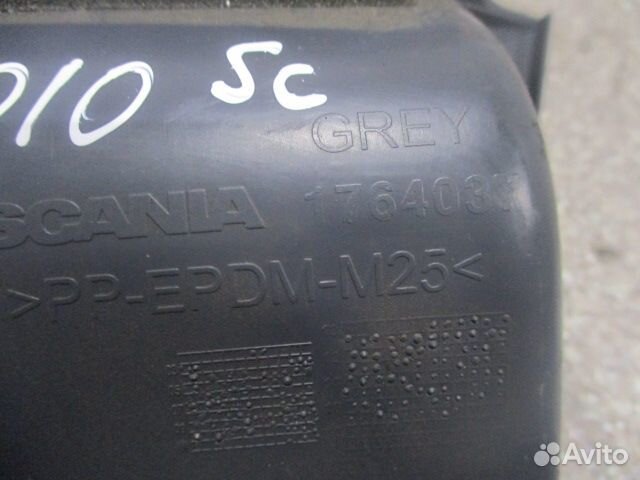 010 SC
GREY
SCANIA
>PP-EPDM-M25<
Avito